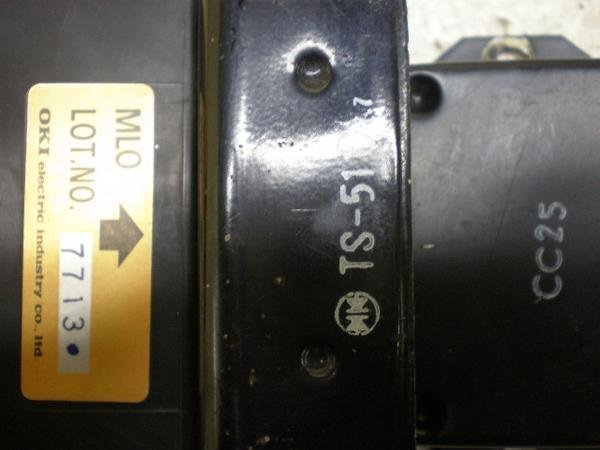 MLO
LOT.NO. 7713
OKI electric industry co., ltd.
TS-51
CC25